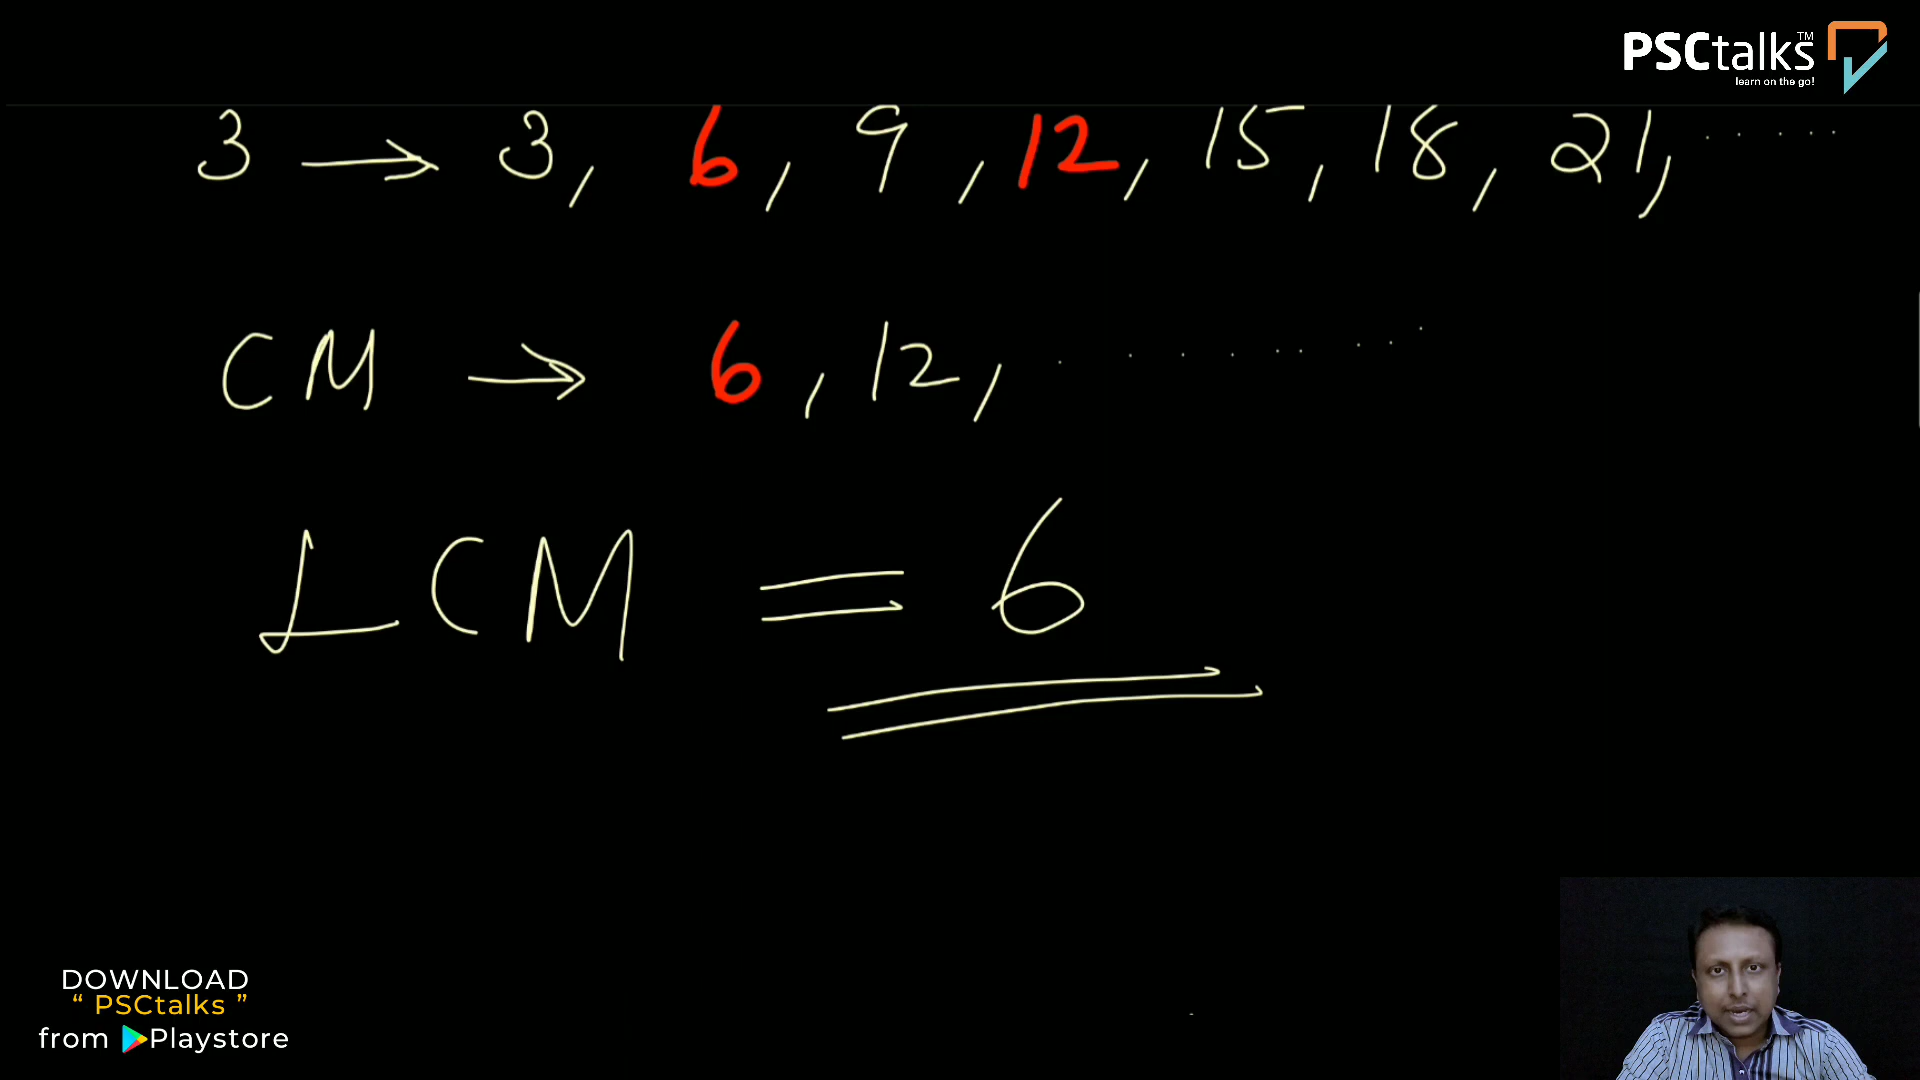 PSCtalks™
learn on the go!
3 → 3, 6, 9, 12, 15, 18, 21, ......
CM → 6, 12, .........
LCM = 6
DOWNLOAD
“ PSCtalks ”
from Playstore